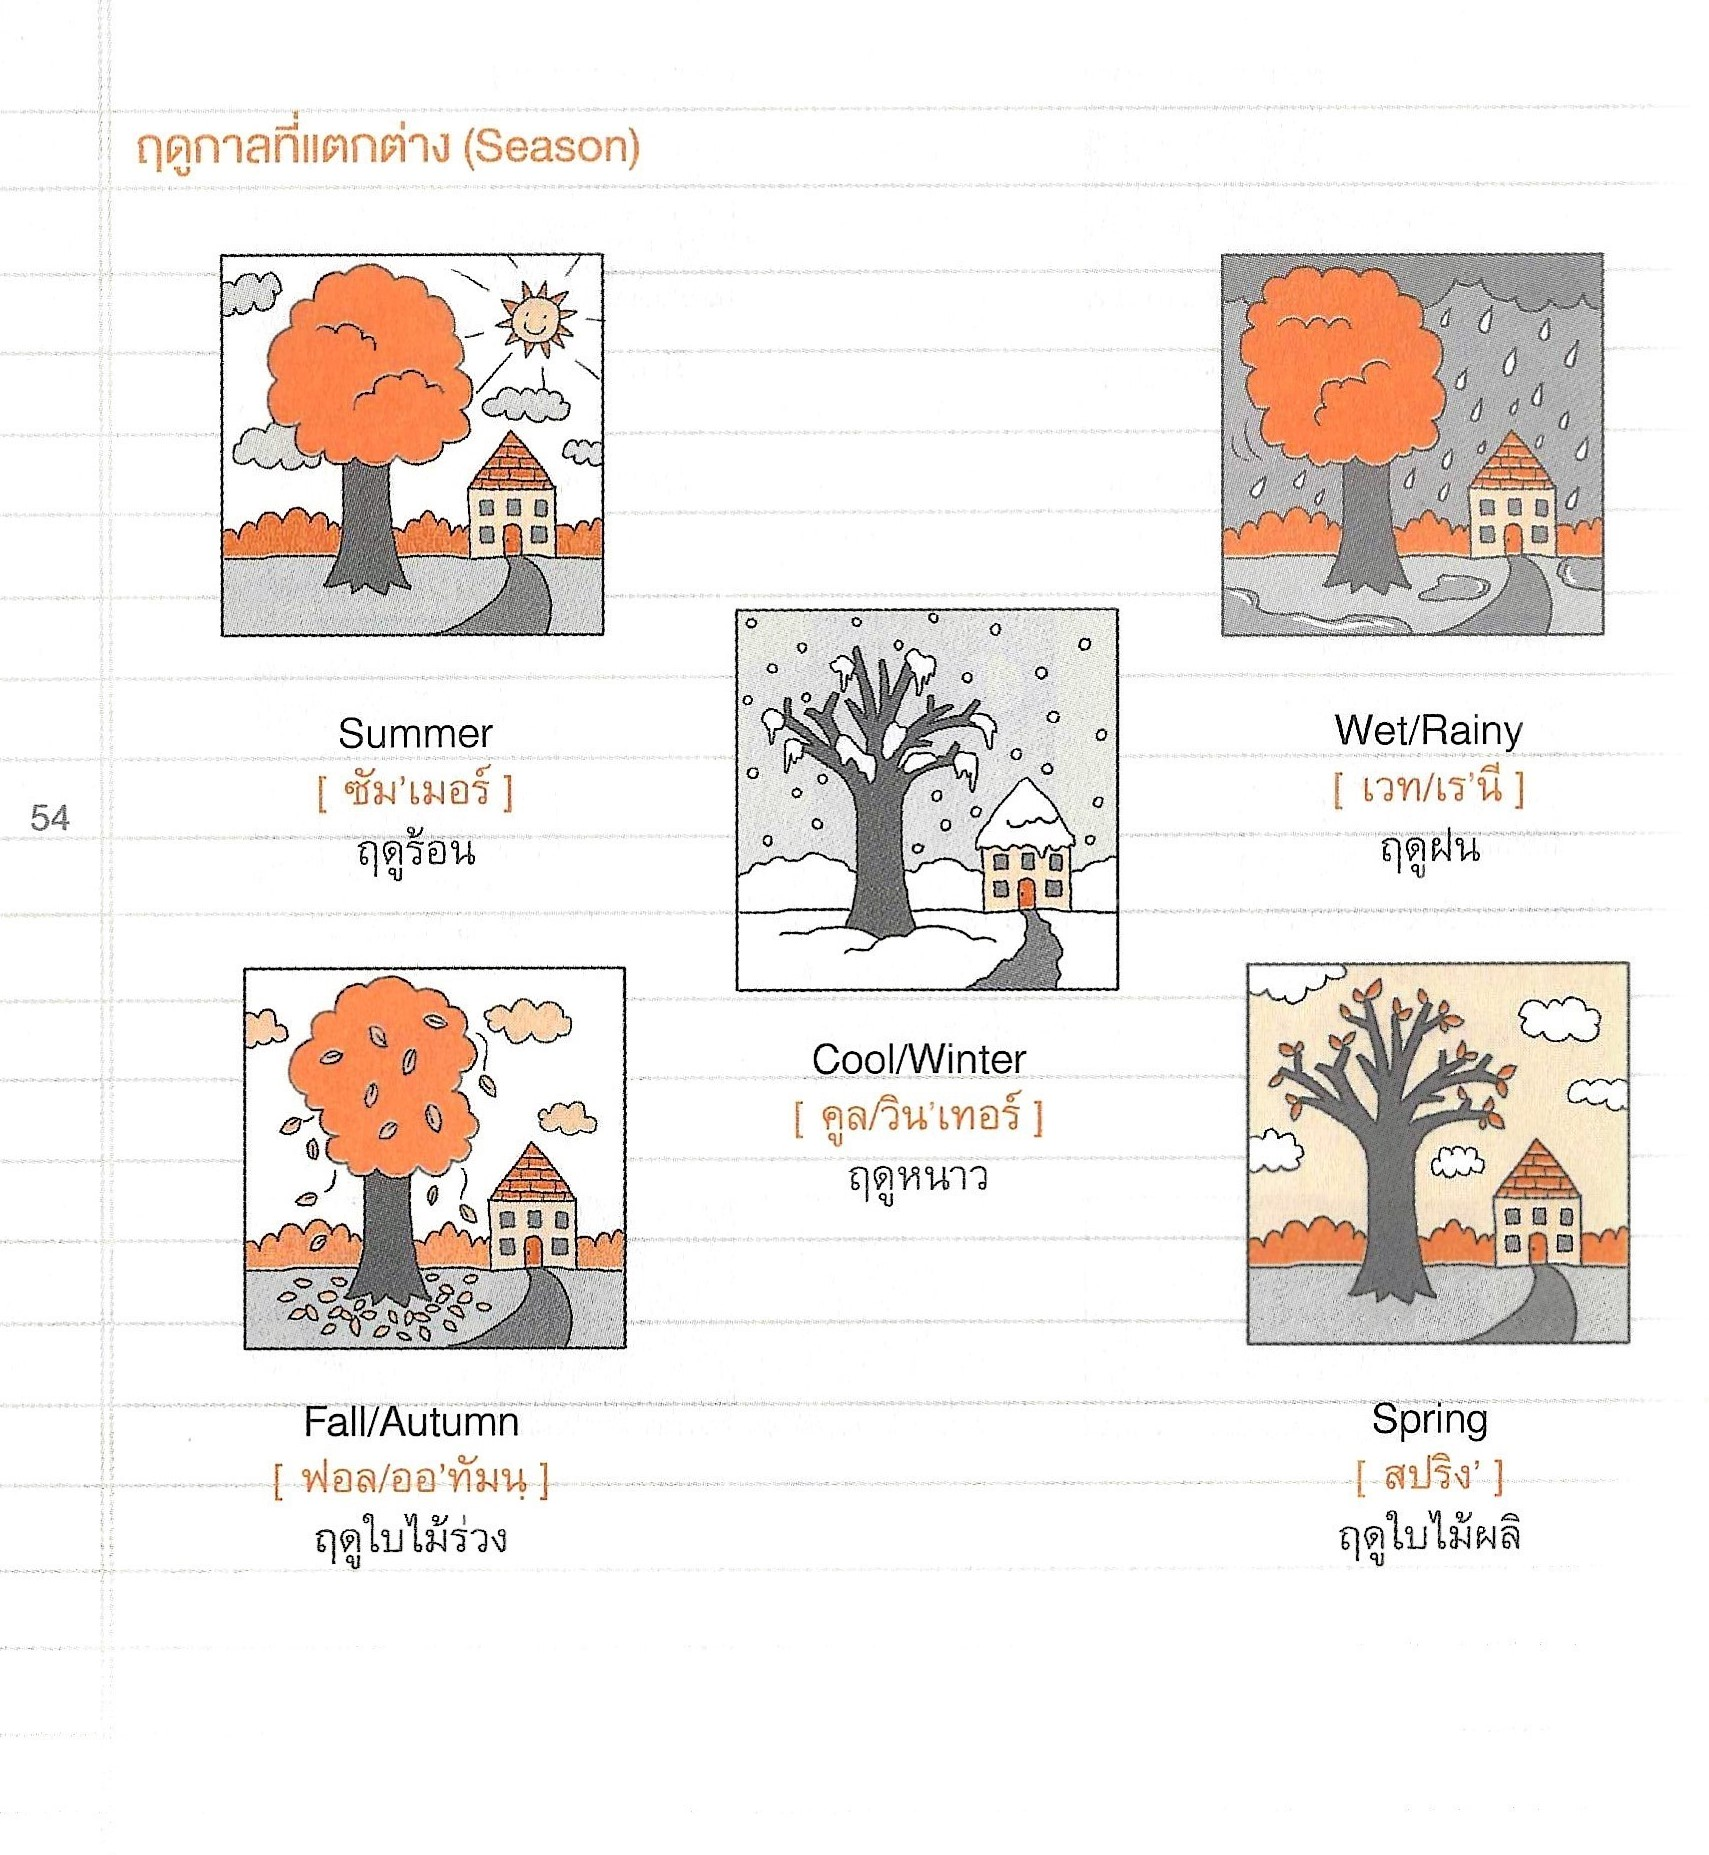 ฤดูกาลที่แตกต่าง (Season)
Summer
[ ซัม’เมอร์ ]
ฤดูร้อน
Wet/Rainy
[ เวท/เร’นี ]
ฤดูฝน
54
Cool/Winter
[ คูล/วิน’เทอร์ ]
ฤดูหนาว
Fall/Autumn
[ ฟอล/ออ’ทัมนฺ ]
ฤดูใบไม้ร่วง
Spring
[ สปริง’ ]
ฤดูใบไม้ผลิ